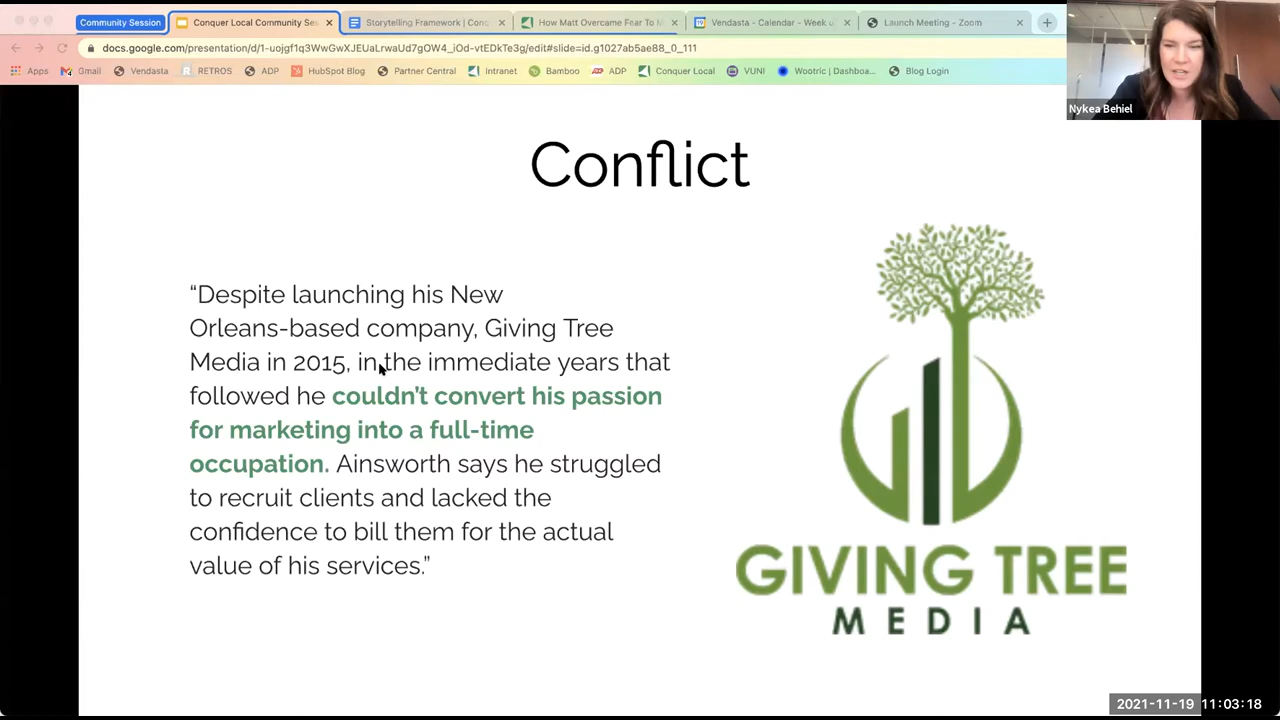 Community Session
Conquer Local Community Ses
Storytelling Framework | Conq
How Matt Overcame Fear To M
Vendasta - Calendar - Week o
Launch Meeting - Zoom
docs.google.com/presentation/d/1-uojgf1q3WwGwXJEUaLrwaUd7gOW4_iOd-vtEDkTe3g/edit#slide=id.g1027ab5ae88_0_111
Apps Gmail Vendasta RETROS ADP HubSpot Blog Partner Central Intranet Bamboo ADP Conquer Local VUNI Wootric | Dashboa... Blog Login
Nykea Behiel
Conflict
“Despite launching his New
Orleans-based company, Giving Tree
Media in 2015, in the immediate years that
followed he couldn’t convert his passion
for marketing into a full-time
occupation. Ainsworth says he struggled
to recruit clients and lacked the
confidence to bill them for the actual
value of his services.”
GIVING TREE
MEDIA
2021-11-19 11:03:18